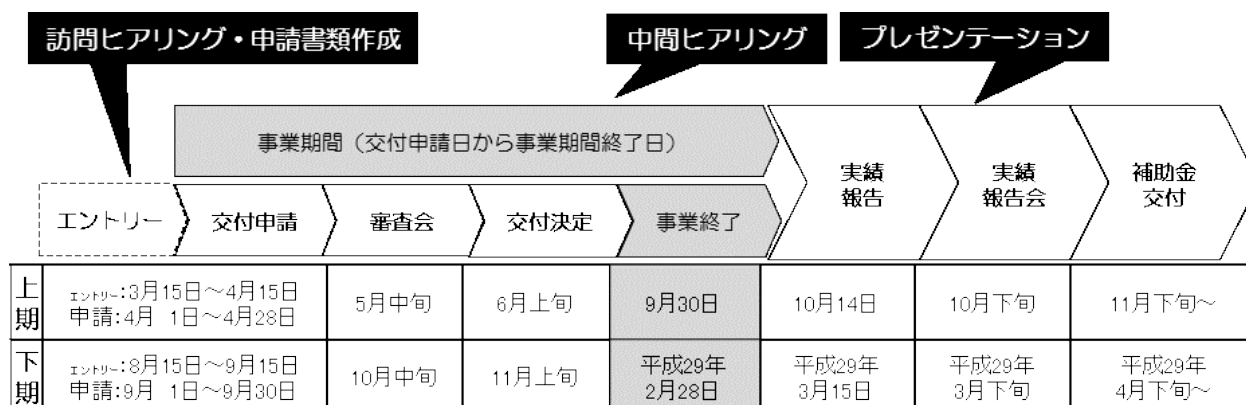 訪問ヒアリング・申請書類作成
中間ヒアリング
プレゼンテーション
事業期間（交付申請日から事業期間終了日）
エントリー
交付申請
審査会
交付決定
事業終了
実績
報告
実績
報告会
補助金
交付
上
期
エントリー:3月15日～4月15日
申請:4月 1日～4月28日
5月中旬
6月上旬
9月30日
10月14日
10月下旬
11月下旬～
下
期
エントリー:8月15日～9月15日
申請:9月 1日～9月30日
10月中旬
11月上旬
平成29年
2月28日
平成29年
3月15日
平成29年
3月下旬
平成29年
4月下旬～